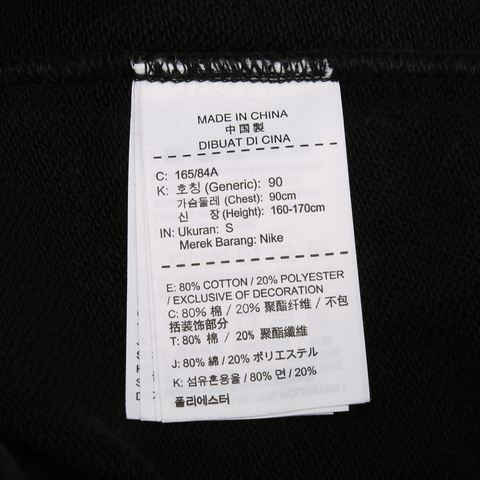 MADE IN CHINA
中国製
DIBUAT DI CINA
C: 165/84A
K: 호칭 (Generic): 90
가슴둘레 (Chest): 90cm
신 장 (Height): 160-170cm
IN: Ukuran: S
Merek Barang: Nike
E: 80% COTTON / 20% POLYESTER
/ EXCLUSIVE OF DECORATION
C: 80% 棉 / 20% 聚酯纤维 / 不包
括装饰部分
T: 80% 棉 / 20% 聚酯纖維
J: 80% 綿 / 20% ポリエステル
K: 섬유혼용율 / 80% 면 / 20%
폴리에스터